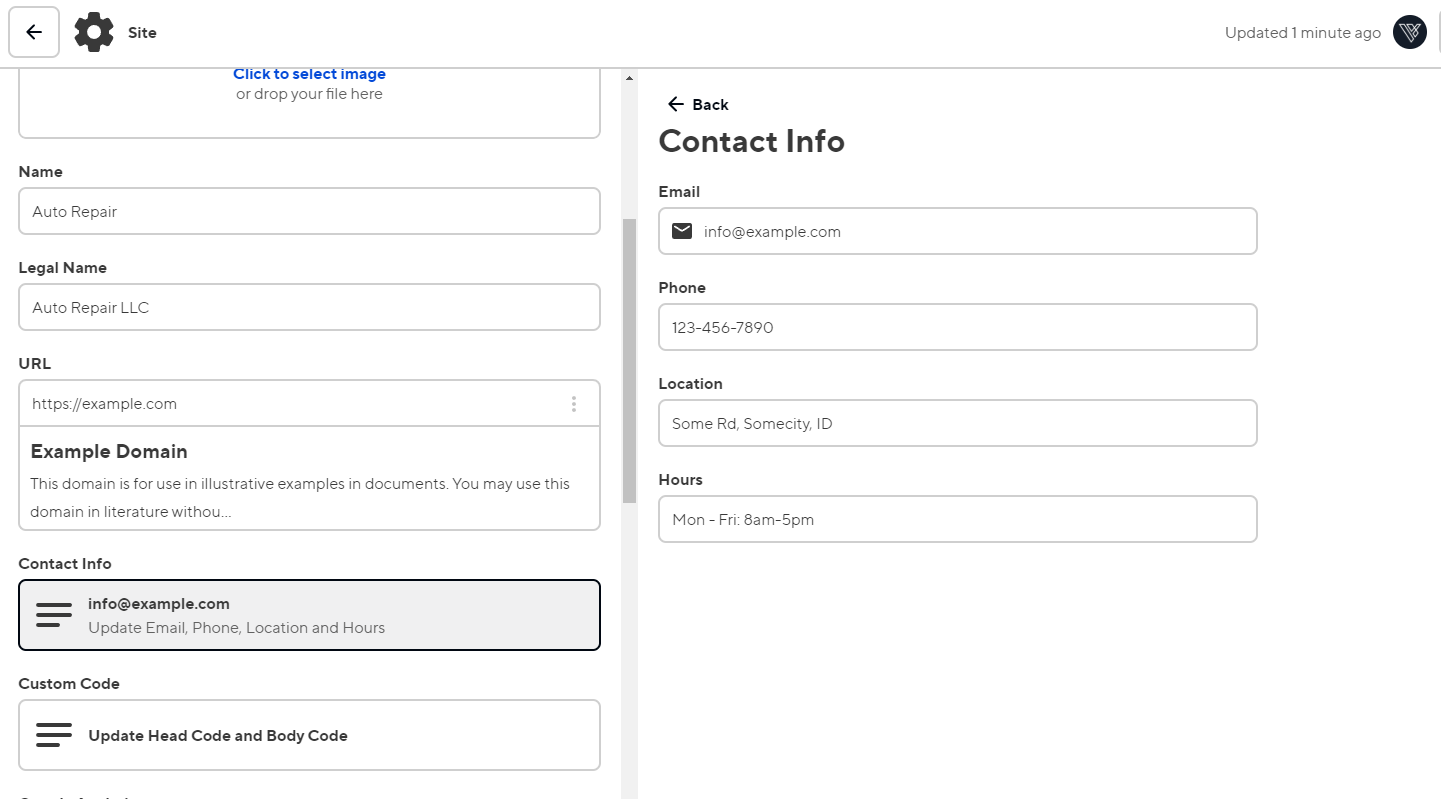 Site
Updated 1 minute ago
Click to select image
or drop your file here
Name
Auto Repair
Legal Name
Auto Repair LLC
URL
https://example.com
Example Domain
This domain is for use in illustrative examples in documents. You may use this
domain in literature withou...
Contact Info
info@example.com
Update Email, Phone, Location and Hours
Custom Code
Update Head Code and Body Code
Back
Contact Info
Email
info@example.com
Phone
123-456-7890
Location
Some Rd, Somecity, ID
Hours
Mon - Fri: 8am-5pm